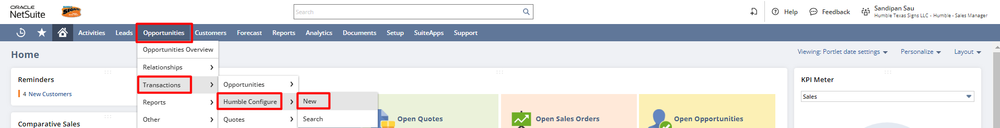 ORACLE
NetSuite
SIGNS
Search
Help
Feedback
Sandipan Sau
Humble Texas Signs LLC - Humble - Sales Manager
Activities
Leads
Opportunities
Customers
Forecast
Reports
Analytics
Documents
Setup
SuiteApps
Support
Home
Viewing: Portlet date settings
Personalize
Layout
Opportunities Overview
Relationships
Transactions
Reports
Other
Opportunities
Humble Configure
Quotes
New
Search
Reminders
4 New Customers
Comparative Sales
Open Quotes
Open Sales Orders
Open Opportunities
KPI Meter
Sales